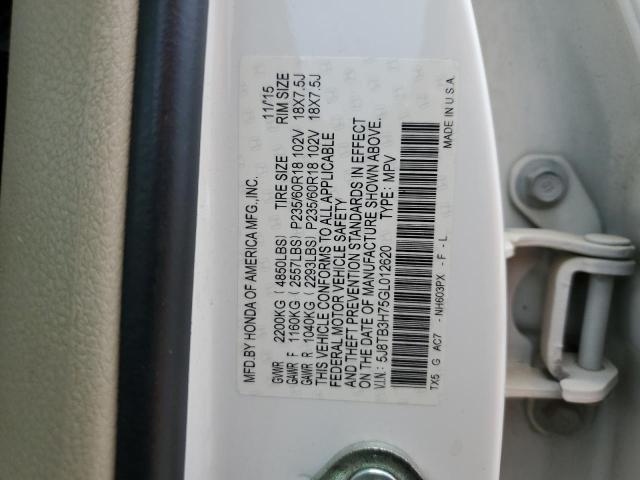 MFD.BY HONDA OF AMERICA MFG.,INC. 11/15
GVWR 2200KG ( 4850LBS) TIRE SIZE RIM SIZE
GAWR F 1160KG ( 2557LBS) P235/60R18 102V 18X7.5J
GAWR R 1040KG ( 2293LBS) P235/60R18 102V 18X7.5J
THIS VEHICLE CONFORMS TO ALL APPLICABLE
FEDERAL MOTOR VEHICLE SAFETY
AND THEFT PREVENTION STANDARDS IN EFFECT
ON THE DATE OF MANUFACTURE SHOWN ABOVE.
V.I.N.: 5J8TB3H75GL012620 TYPE: MPV
TX5 G AC7 - NH603PX - F - L MADE IN U.S.A.